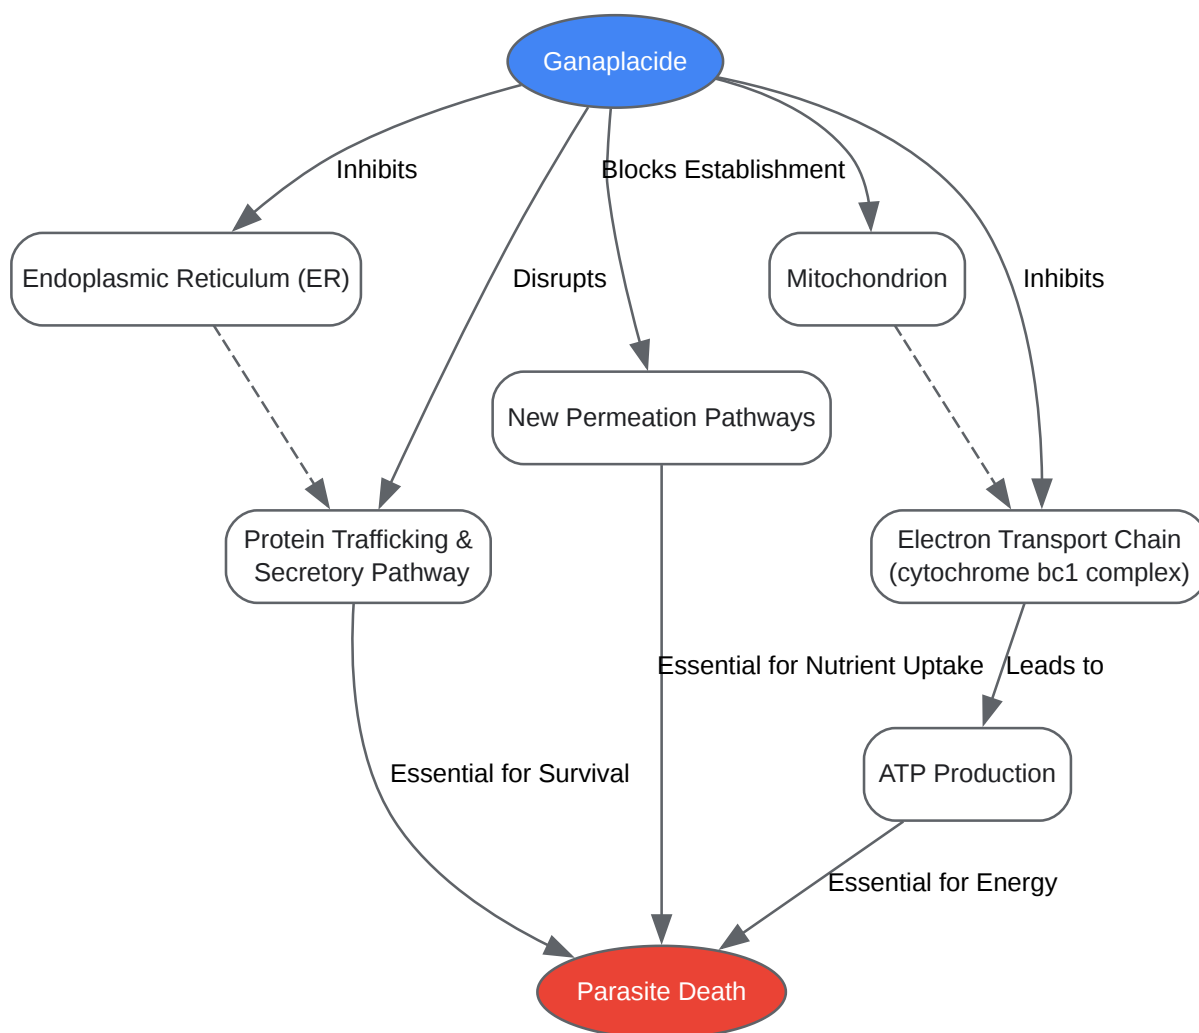 Ganaplacide
Inhibits
Blocks Establishment
Endoplasmic Reticulum (ER)
Disrupts
Mitochondrion
Inhibits
New Permeation Pathways
Protein Trafficking &
Secretory Pathway
Electron Transport Chain
(cytochrome bc1 complex)
Essential for Nutrient Uptake
Leads to
Essential for Survival
ATP Production
Essential for Energy
Parasite Death